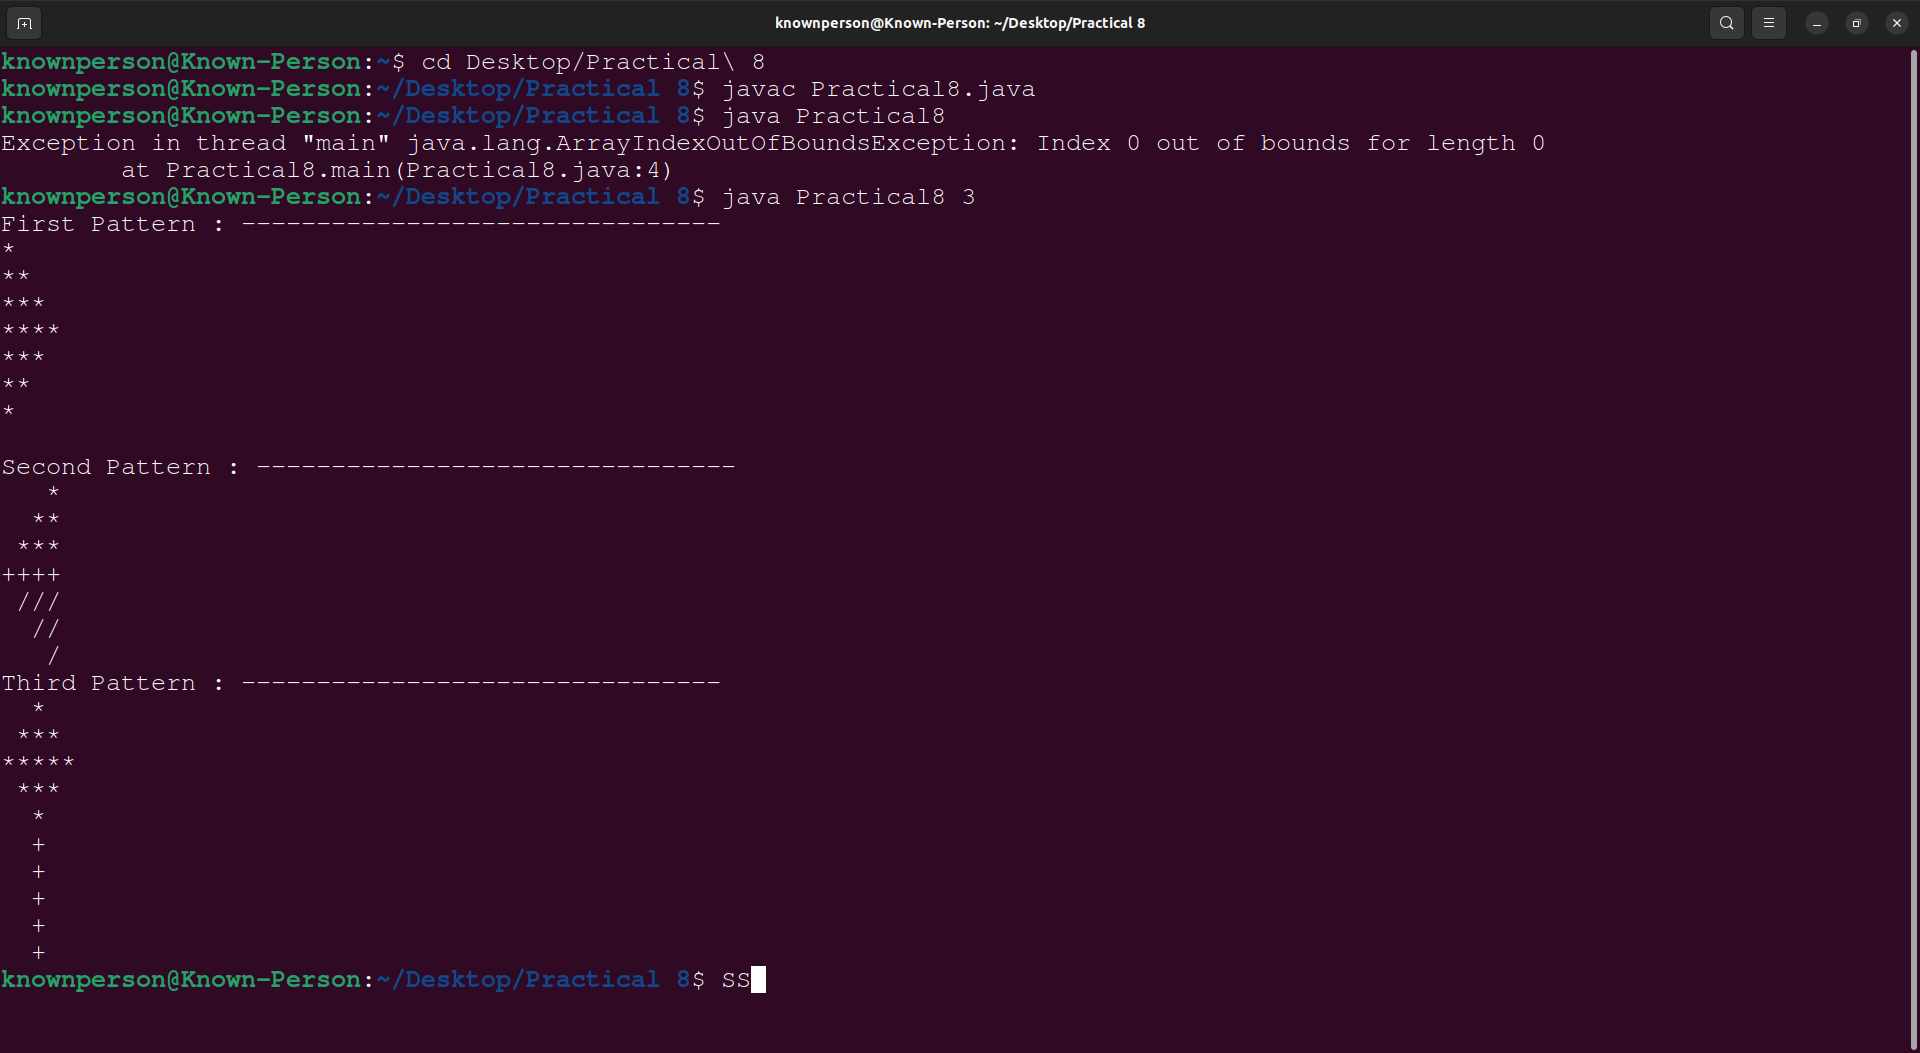 knownperson@Known-Person: ~/Desktop/Practical 8
knownperson@Known-Person:~$ cd Desktop/Practical\ 8
knownperson@Known-Person:~/Desktop/Practical 8$ javac Practical8.java
knownperson@Known-Person:~/Desktop/Practical 8$ java Practical8
Exception in thread "main" java.lang.ArrayIndexOutOfBoundsException: Index 0 out of bounds for length 0
        at Practical8.main(Practical8.java:4)
knownperson@Known-Person:~/Desktop/Practical 8$ java Practical8 3
First Pattern : --------------------------------
*
**
***
****
***
**
*

Second Pattern : --------------------------------
   *
  **
 ***
++++
 ///
  //
   /
Third Pattern : --------------------------------
  *
 ***
*****
 ***
  *
  +
  +
  +
  +
  +
knownperson@Known-Person:~/Desktop/Practical 8$ SS